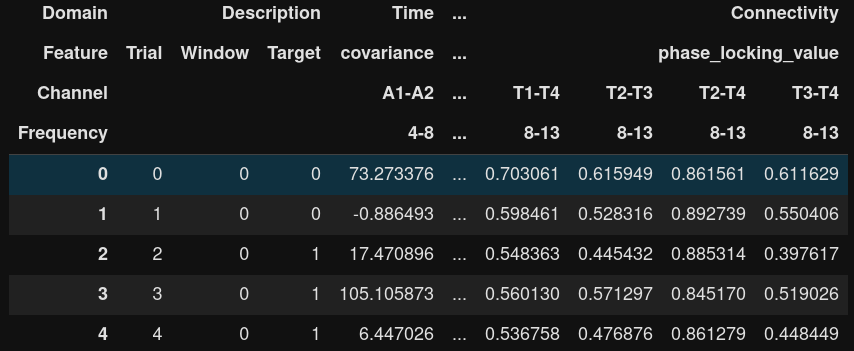 Domain Description Time ... Connectivity
Feature Trial Window Target covariance ... phase_locking_value
Channel A1-A2 ... T1-T4 T2-T3 T2-T4 T3-T4
Frequency 4-8 ... 8-13 8-13 8-13 8-13
0 0 0 0 73.273376 ... 0.703061 0.615949 0.861561 0.611629
1 1 0 0 -0.886493 ... 0.598461 0.528316 0.892739 0.550406
2 2 0 1 17.470896 ... 0.548363 0.445432 0.885314 0.397617
3 3 0 1 105.105873 ... 0.560130 0.571297 0.845170 0.519026
4 4 0 1 6.447026 ... 0.536758 0.476876 0.861279 0.448449